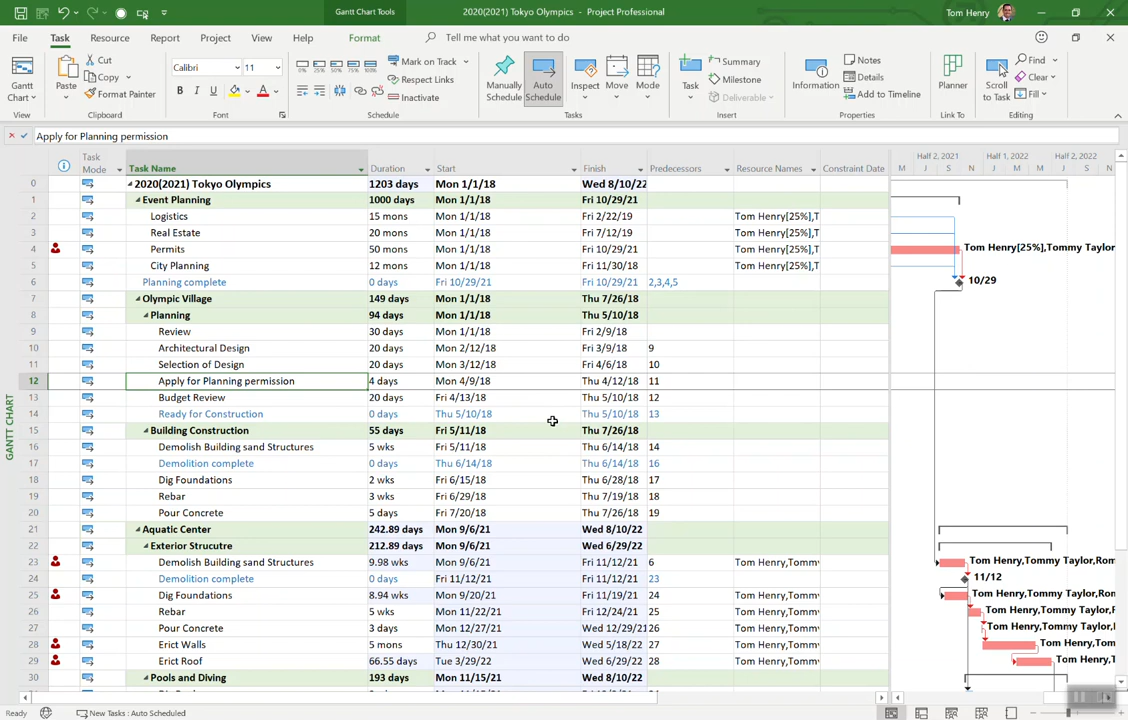 Gantt Chart Tools
2020(2021) Tokyo Olympics - Project Professional
Tom Henry
File Task Resource Report Project View Help Format Tell me what you want to do
Gantt Chart
View
Paste
Cut
Copy
Format Painter
Clipboard
Calibri 11
B I U A
Font
0% 25% 50% 75% 100%
Mark on Track
Respect Links
Inactivate
Schedule
Manually Schedule
Auto Schedule
Inspect
Move
Mode
Tasks
Task
Summary
Milestone
Deliverable
Insert
Information
Notes
Details
Add to Timeline
Properties
Planner
Link To
Scroll to Task
Find
Clear
Fill
Editing
Apply for Planning permission
Task Mode Task Name Duration Start Finish Predecessors Resource Names Constraint Date
Half 2, 2021 Half 1, 2022 Half 2, 2022
M J S N J M M J S N
0 2020(2021) Tokyo Olympics 1203 days Mon 1/1/18 Wed 8/10/22
1 Event Planning 1000 days Mon 1/1/18 Fri 10/29/21
2 Logistics 15 mons Mon 1/1/18 Fri 2/22/19 Tom Henry[25%],T
3 Real Estate 20 mons Mon 1/1/18 Fri 7/12/19 Tom Henry[25%],T
4 Permits 50 mons Mon 1/1/18 Fri 10/29/21 Tom Henry[25%],T Tom Henry[25%],Tommy Taylor
5 City Planning 12 mons Mon 1/1/18 Fri 11/30/18 Tom Henry[25%],T
6 Planning complete 0 days Fri 10/29/21 Fri 10/29/21 2,3,4,5 10/29
7 Olympic Village 149 days Mon 1/1/18 Thu 7/26/18
8 Planning 94 days Mon 1/1/18 Thu 5/10/18
9 Review 30 days Mon 1/1/18 Fri 2/9/18
10 Architectural Design 20 days Mon 2/12/18 Fri 3/9/18 9
11 Selection of Design 20 days Mon 3/12/18 Fri 4/6/18 10
12 Apply for Planning permission 4 days Mon 4/9/18 Thu 4/12/18 11
13 Budget Review 20 days Fri 4/13/18 Thu 5/10/18 12
14 Ready for Construction 0 days Thu 5/10/18 Thu 5/10/18 13
15 Building Construction 55 days Fri 5/11/18 Thu 7/26/18
16 Demolish Building sand Structures 5 wks Fri 5/11/18 Thu 6/14/18 14
17 Demolition complete 0 days Thu 6/14/18 Thu 6/14/18 16
18 Dig Foundations 2 wks Fri 6/15/18 Thu 6/28/18 17
19 Rebar 3 wks Fri 6/29/18 Thu 7/19/18 18
20 Pour Concrete 5 days Fri 7/20/18 Thu 7/26/18 19
21 Aquatic Center 242.89 days Mon 9/6/21 Wed 8/10/22
22 Exterior Strucutre 212.89 days Mon 9/6/21 Wed 6/29/22
23 Demolish Building sand Structures 9.98 wks Mon 9/6/21 Fri 11/12/21 6 Tom Henry,Tommy Tom Henry,Tommy Taylor,Ron
24 Demolition complete 0 days Fri 11/12/21 Fri 11/12/21 23 11/12
25 Dig Foundations 8.94 wks Mon 9/20/21 Fri 11/19/21 24 Tom Henry,Tommy Tom Henry,Tommy Taylor,Ror
26 Rebar 5 wks Mon 11/22/21 Fri 12/24/21 25 Tom Henry,Tommy Tom Henry,Tommy Taylor,
27 Pour Concrete 3 days Mon 12/27/21 Wed 12/29/21 26 Tom Henry,Tommy Tom Henry,Tommy Taylor,
28 Erict Walls 5 mons Thu 12/30/21 Wed 5/18/22 27 Tom Henry,Tommy Tom Henry,Tom
29 Erict Roof 66.55 days Tue 3/29/22 Wed 6/29/22 28 Tom Henry,Tommy Tom Henry,T
30 Pools and Diving 193 days Mon 11/15/21 Wed 8/10/22
GANTT CHART
Ready New Tasks : Auto Scheduled